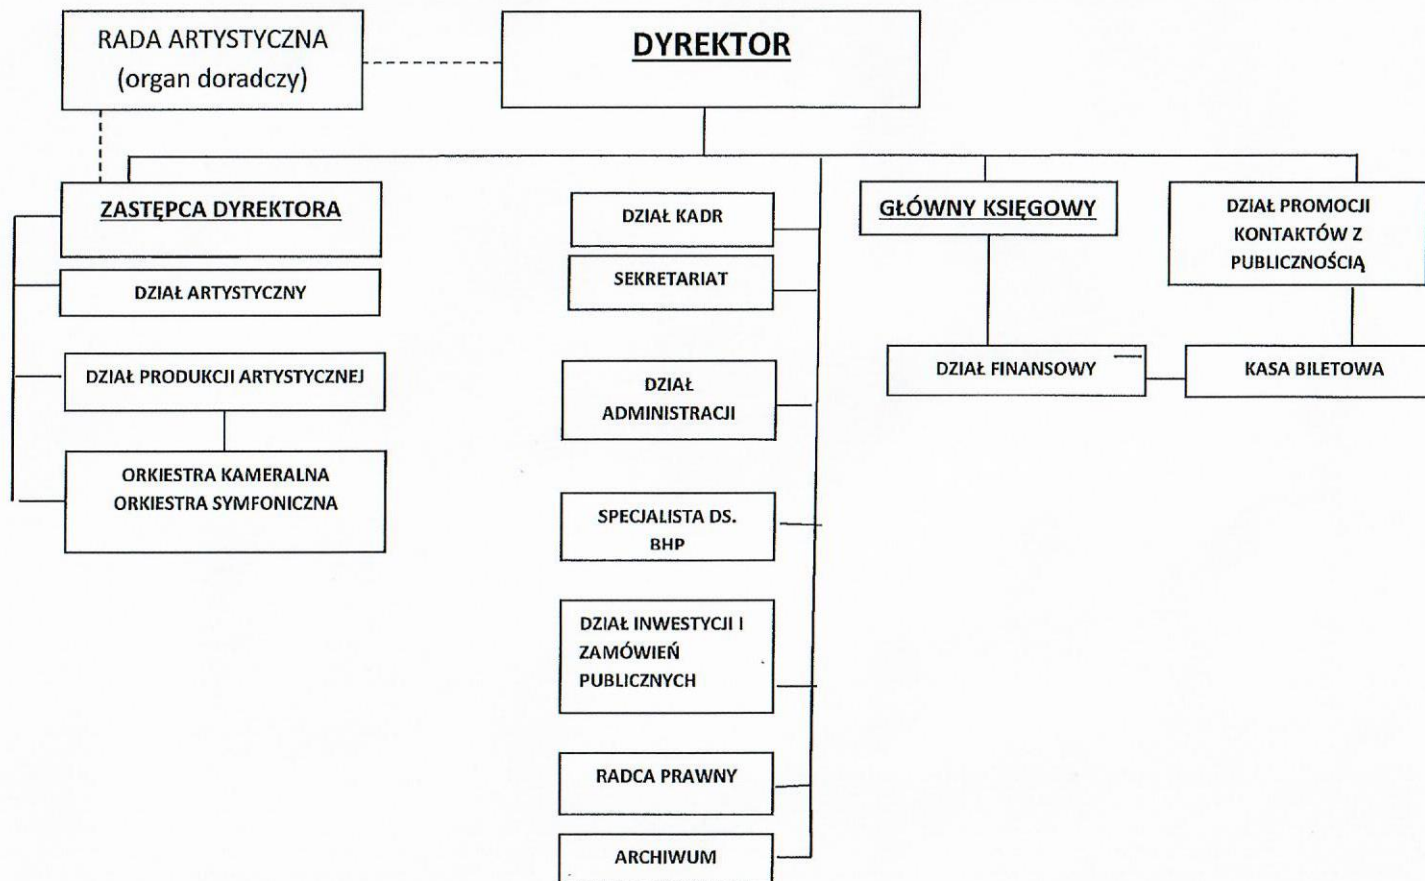 RADA ARTYSTYCZNA
(organ doradczy)
DYREKTOR
ZASTĘPCA DYREKTORA
DZIAŁ ARTYSTYCZNY
DZIAŁ PRODUKCJI ARTYSTYCZNEJ
ORKIESTRA KAMERALNA
ORKIESTRA SYMFONICZNA
DZIAŁ KADR
SEKRETARIAT
DZIAŁ
ADMINISTRACJI
SPECJALISTA DS.
BHP
DZIAŁ INWESTYCJI I
ZAMÓWIEŃ
PUBLICZNYCH
RADCA PRAWNY
ARCHIWUM
GŁÓWNY KSIĘGOWY
DZIAŁ FINANSOWY
DZIAŁ PROMOCJI
KONTAKTÓW Z
PUBLICZNOŚCIĄ
KASA BILETOWA